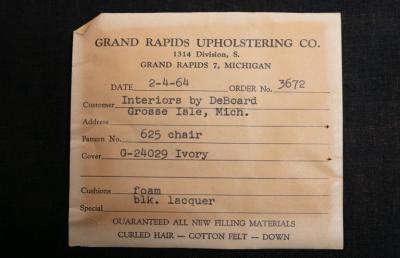 GRAND RAPIDS UPHOLSTERING CO.
1314 Division, S.
GRAND RAPIDS 7, MICHIGAN
DATE 2-4-64 ORDER No. 3672
Customer Interiors by DeBoard
Grosse Isle, Mich.
Address
Pattern No. 625 chair
Cover G-24029 Ivory
Cushions foam
blk. lacquer
Special
GUARANTEED ALL NEW FILLING MATERIALS
CURLED HAIR — COTTON FELT — DOWN